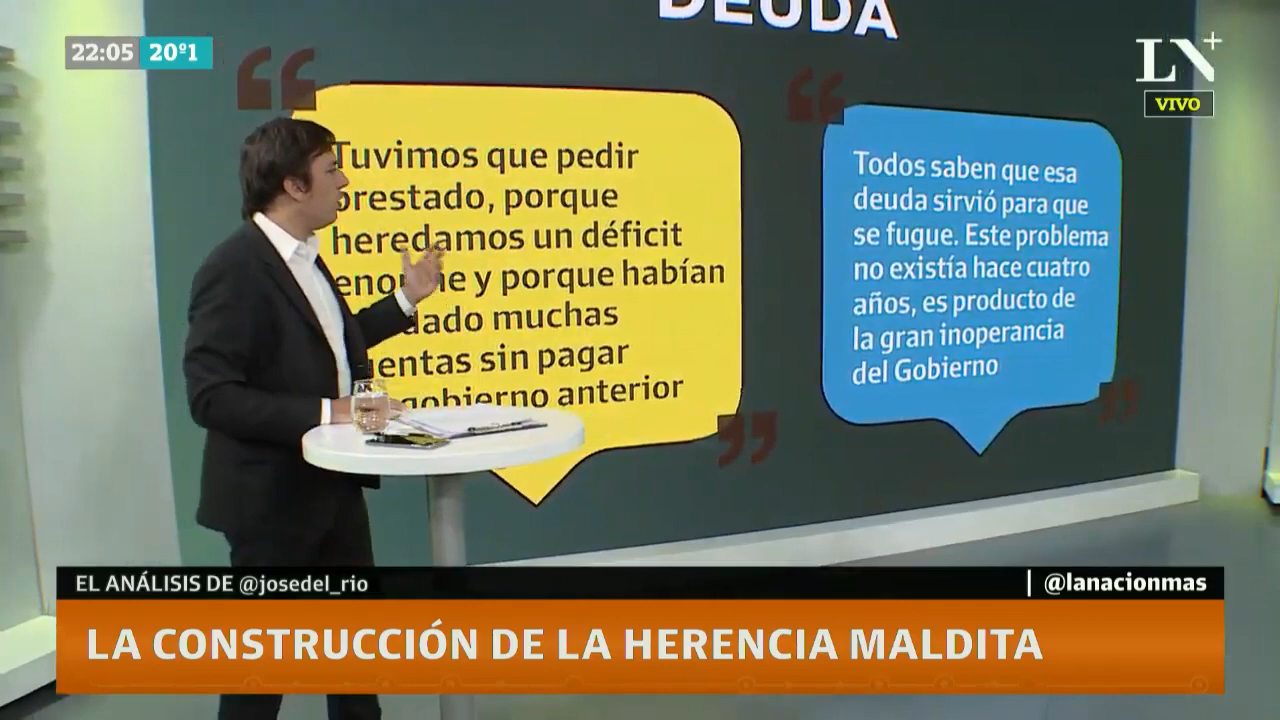 DEUDA
22:05 20º1
LN+
VIVO
“
Tuvimos que pedir
prestado, porque
heredamos un déficit
y porque habían
muchas
sin pagar
gobierno anterior
”
“
Todos saben que esa
deuda sirvió para que
se fugue. Este problema
no existía hace cuatro
años, es producto de
la gran inoperancia
del Gobierno
”
EL ANÁLISIS DE @josedel_rio
| @lanacionmas
LA CONSTRUCCIÓN DE LA HERENCIA MALDITA